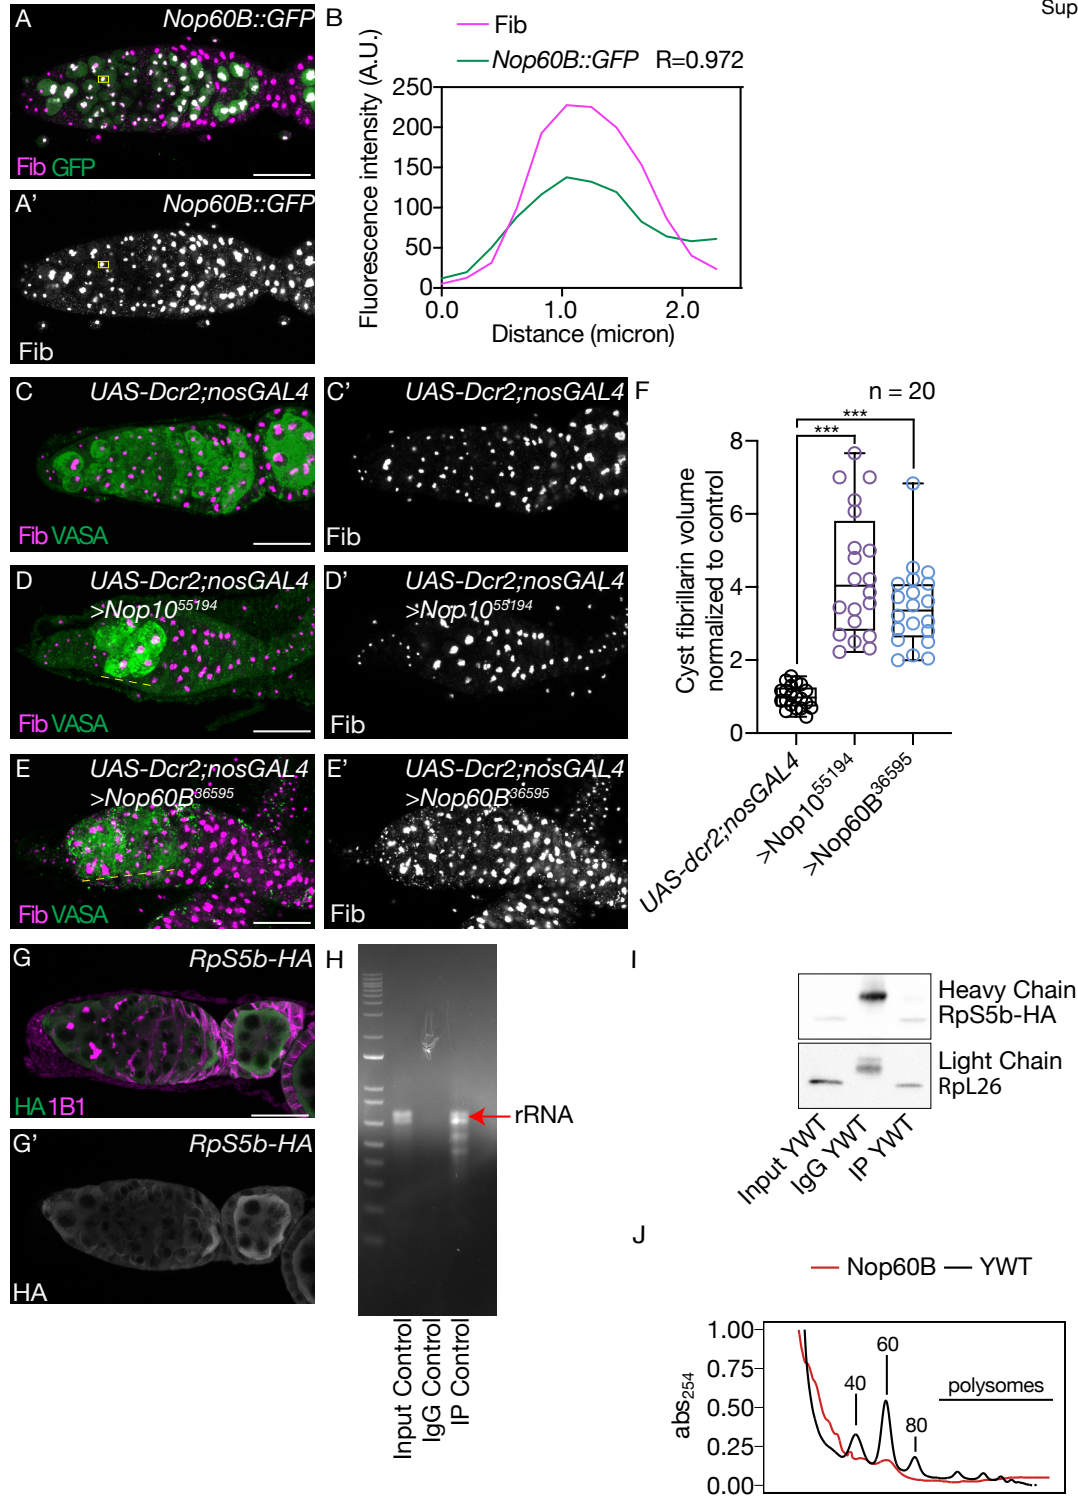 Sup
A
Nop60B::GFP
Fib GFP
A'
Nop60B::GFP
Fib
B
Fib
Nop60B::GFP R=0.972
Fluorescence intensity (A.U.)
250
200
150
100
50
0
0.0 1.0 2.0
Distance (micron)
C
UAS-Dcr2;nosGAL4
Fib VASA
C'
UAS-Dcr2;nosGAL4
Fib
D
UAS-Dcr2;nosGAL4
>Nop10^55194
Fib VASA
D'
UAS-Dcr2;nosGAL4
>Nop10^55194
Fib
E
UAS-Dcr2;nosGAL4
>Nop60B^36595
Fib VASA
E'
UAS-Dcr2;nosGAL4
>Nop60B^36595
Fib
F
n = 20
***
***
Cyst fibrillarin volume
normalized to control
8
6
4
2
0
UAS-dcr2;nosGAL4
>Nop10^55194
>Nop60B^36595
G
RpS5b-HA
HA 1B1
G'
RpS5b-HA
HA
H
rRNA
Input Control
IgG Control
IP Control
I
Heavy Chain
RpS5b-HA
Light Chain
RpL26
Input YWT
IgG YWT
IP YWT
J
Nop60B YWT
abs254
1.00
0.75
0.50
0.25
0.00
40
60
80
polysomes